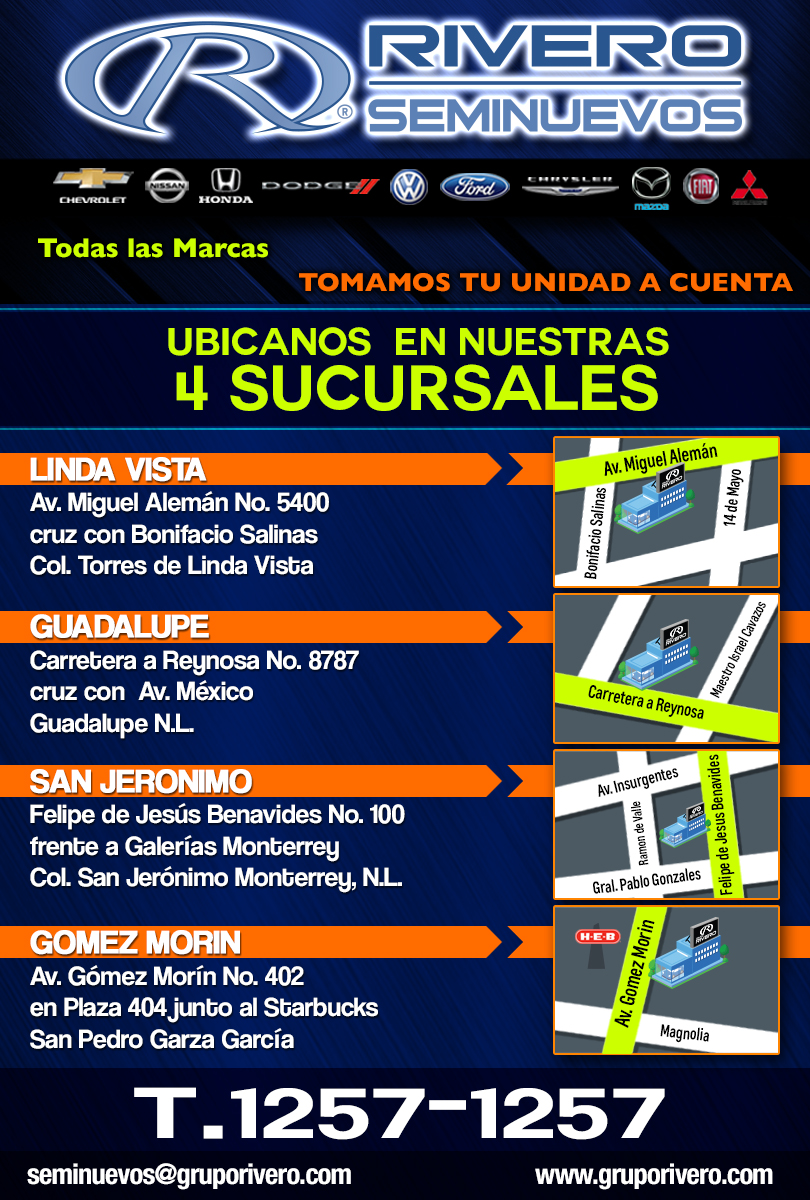 R ®
RIVERO
SEMINUEVOS
CHEVROLET
NISSAN
HONDA
DODGE
VW
Ford
CHRYSLER
mazda
FIAT
Todas las Marcas
TOMAMOS TU UNIDAD A CUENTA
UBICANOS EN NUESTRAS
4 SUCURSALES
LINDA VISTA
Av. Miguel Alemán No. 5400
cruz con Bonifacio Salinas
Col. Torres de Linda Vista
Av. Miguel Alemán
R
RIVERO
Bonifacio Salinas
14 de Mayo
GUADALUPE
Carretera a Reynosa No. 8787
cruz con Av. México
Guadalupe N.L.
R
RIVERO
Maestro Israel Cavazos
Carretera a Reynosa
SAN JERONIMO
Felipe de Jesús Benavides No. 100
frente a Galerías Monterrey
Col. San Jerónimo Monterrey, N.L.
Av. Insurgentes
Ramon de Valle
R
RIVERO
Felipe de Jesus Benavides
Gral. Pablo Gonzales
GOMEZ MORIN
Av. Gómez Morín No. 402
en Plaza 404 junto al Starbucks
San Pedro Garza García
H-E-B
Av. Gomez Morin
R
RIVERO
Magnolia
T.1257-1257
seminuevos@gruporivero.com
www.gruporivero.com